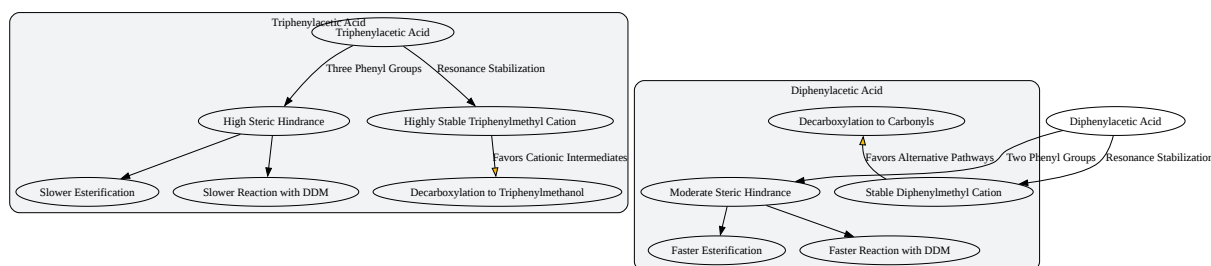 Triphenylacetic Acid
Triphenylacetic Acid
Three Phenyl Groups
Resonance Stabilization
High Steric Hindrance
Highly Stable Triphenylmethyl Cation
Favors Cationic Intermediates
Slower Esterification
Slower Reaction with DDM
Decarboxylation to Triphenylmethanol
Diphenylacetic Acid
Decarboxylation to Carbonyls
Diphenylacetic Acid
Favors Alternative Pathways
Two Phenyl Groups
Resonance Stabilization
Moderate Steric Hindrance
Stable Diphenylmethyl Cation
Faster Esterification
Faster Reaction with DDM